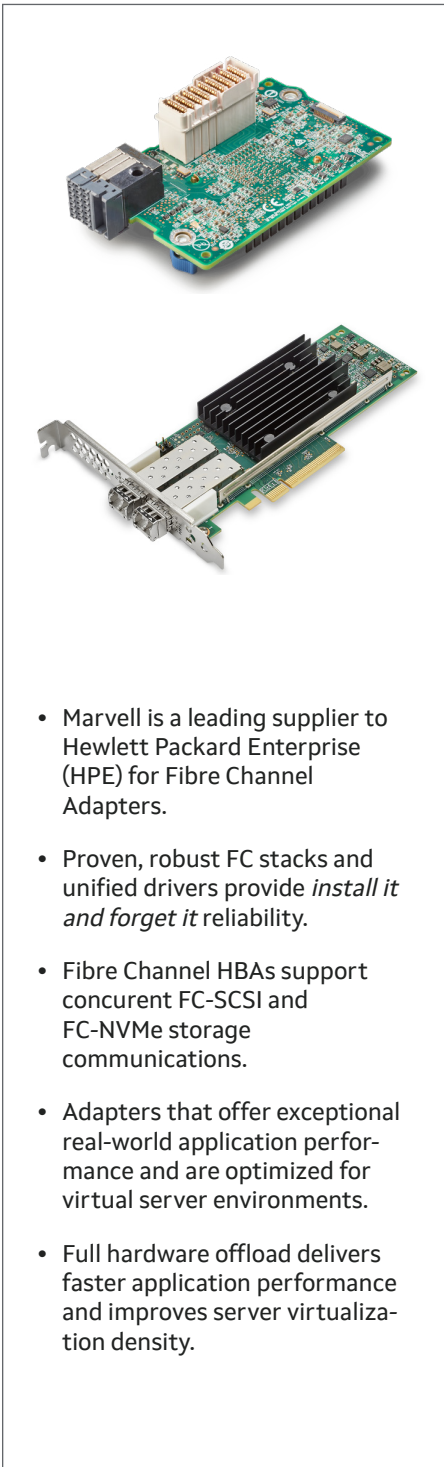 • Marvell is a leading supplier to
Hewlett Packard Enterprise
(HPE) for Fibre Channel
Adapters.
• Proven, robust FC stacks and
unified drivers provide install it
and forget it reliability.
• Fibre Channel HBAs support
concurent FC-SCSI and
FC-NVMe storage
communications.
• Adapters that offer exceptional
real-world application perfor-
mance and are optimized for
virtual server environments.
• Full hardware offload delivers
faster application performance
and improves server virtualiza-
tion density.